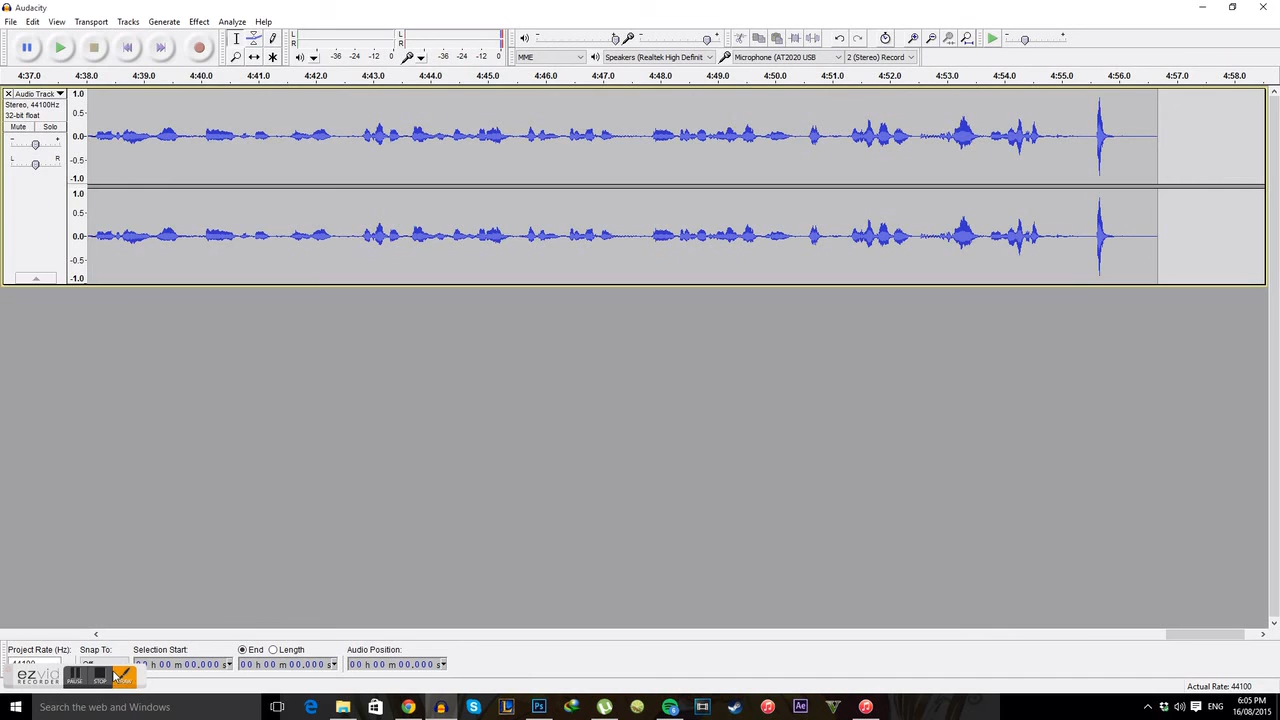 Audacity
File Edit View Transport Tracks Generate Effect Analyze Help
L
R
-36 -24 -12 0
L
R
-36 -24 -12 0
MME
Speakers (Realtek High Definit
Microphone (AT2020 USB
2 (Stereo) Record
4:37.0 4:38.0 4:39.0 4:40.0 4:41.0 4:42.0 4:43.0 4:44.0 4:45.0 4:46.0 4:47.0 4:48.0 4:49.0 4:50.0 4:51.0 4:52.0 4:53.0 4:54.0 4:55.0 4:56.0 4:57.0 4:58.0
Audio Track
Stereo, 44100Hz
32-bit float
Mute Solo
- +
L R
1.0
0.5
0.0
-0.5
-1.0
1.0
0.5
0.0
-0.5
-1.0
Project Rate (Hz): Snap To: Selection Start: End Length Audio Position:
44100 Off 00 h 00 m 00.000 s 00 h 00 m 00.000 s 00 h 00 m 00.000 s
ezvid
RECORDER
PAUSE STOP
Actual Rate: 44100
Search the web and Windows
ENG
6:05 PM
16/08/2015